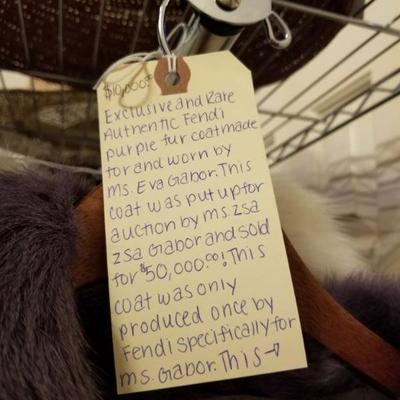 $10,000.00
Exclusive and Rare
Authentic Fendi
purple fur coat made
for and worn by
Ms. Eva Gabor. This
coat was put up for
auction by Ms. Zsa
Zsa Gabor and sold
for $50,000.00! This
coat was only
produced once by
Fendi specifically for
Ms. Gabor. This →